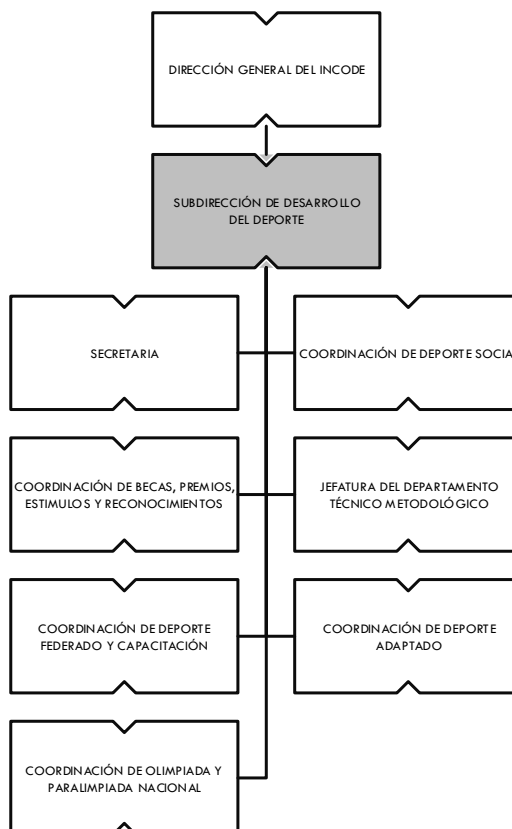 DIRECCIÓN GENERAL DEL INCODE
SUBDIRECCIÓN DE DESARROLLO
DEL DEPORTE
SECRETARIA
COORDINACIÓN DE DEPORTE SOCIA
COORDINACIÓN DE BECAS, PREMIOS,
ESTIMULOS Y RECONOCIMIENTOS
JEFATURA DEL DEPARTAMENTO
TÉCNICO METODOLÓGICO
COORDINACIÓN DE DEPORTE
FEDERADO Y CAPACITACIÓN
COORDINACIÓN DE DEPORTE
ADAPTADO
COORDINACIÓN DE OLIMPIADA Y
PARALIMPIADA NACIONAL